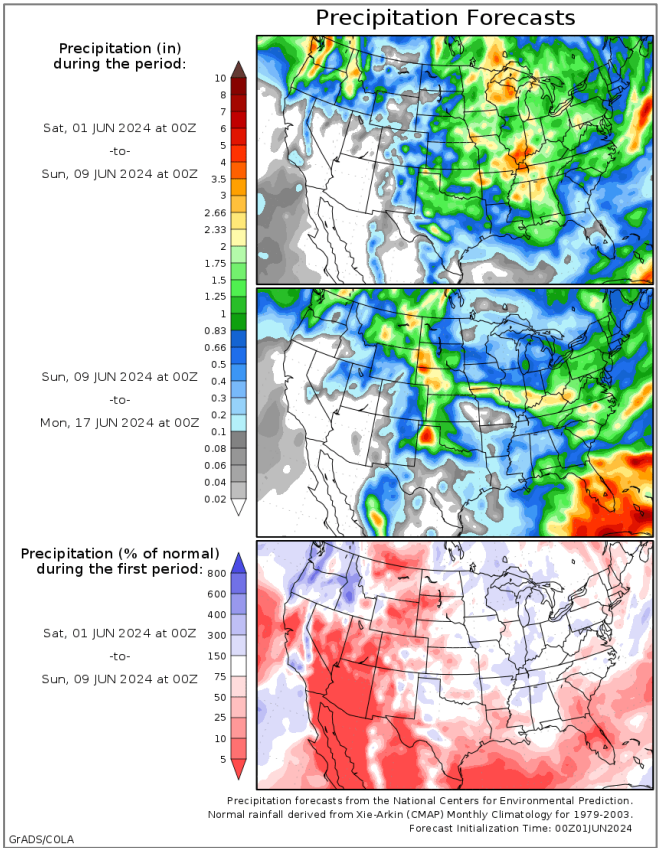 Precipitation Forecasts
Precipitation (in)
during the period:
Sat, 01 JUN 2024 at 00Z
-to-
Sun, 09 JUN 2024 at 00Z
10
8
7
6
5
4
3.5
3
2.66
2.33
2
1.75
1.5
1.25
1
0.83
0.66
0.5
0.4
0.3
0.2
0.1
0.08
0.06
0.04
0.02
Sun, 09 JUN 2024 at 00Z
-to-
Mon, 17 JUN 2024 at 00Z
Precipitation (% of normal)
during the first period:
Sat, 01 JUN 2024 at 00Z
-to-
Sun, 09 JUN 2024 at 00Z
800
600
400
300
150
75
50
25
10
5
Precipitation forecasts from the National Centers for Environmental Prediction.
Normal rainfall derived from Xie-Arkin (CMAP) Monthly Climatology for 1979-2003.
Forecast Initialization Time: 00Z01JUN2024
GrADS/COLA